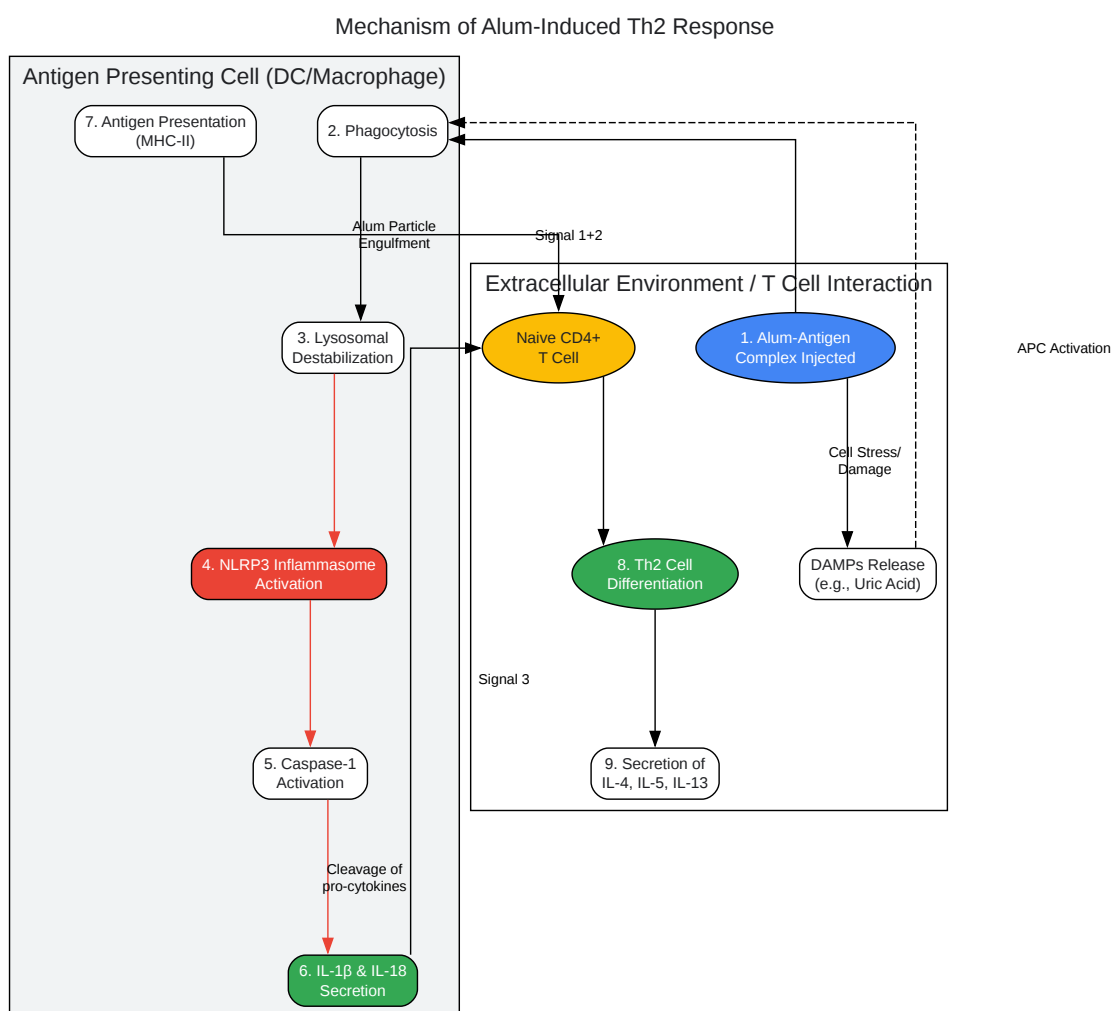 Mechanism of Alum-Induced Th2 Response
Antigen Presenting Cell (DC/Macrophage)
7. Antigen Presentation
(MHC-II)
2. Phagocytosis
Alum Particle
Engulfment
Signal 1+2
Extracellular Environment / T Cell Interaction
3. Lysosomal
Destabilization
Naive CD4+
T Cell
1. Alum-Antigen
Complex Injected
APC Activation
Cell Stress/
Damage
4. NLRP3 Inflammasome
Activation
8. Th2 Cell
Differentiation
DAMPs Release
(e.g., Uric Acid)
Signal 3
5. Caspase-1
Activation
9. Secretion of
IL-4, IL-5, IL-13
Cleavage of
pro-cytokines
6. IL-1β & IL-18
Secretion